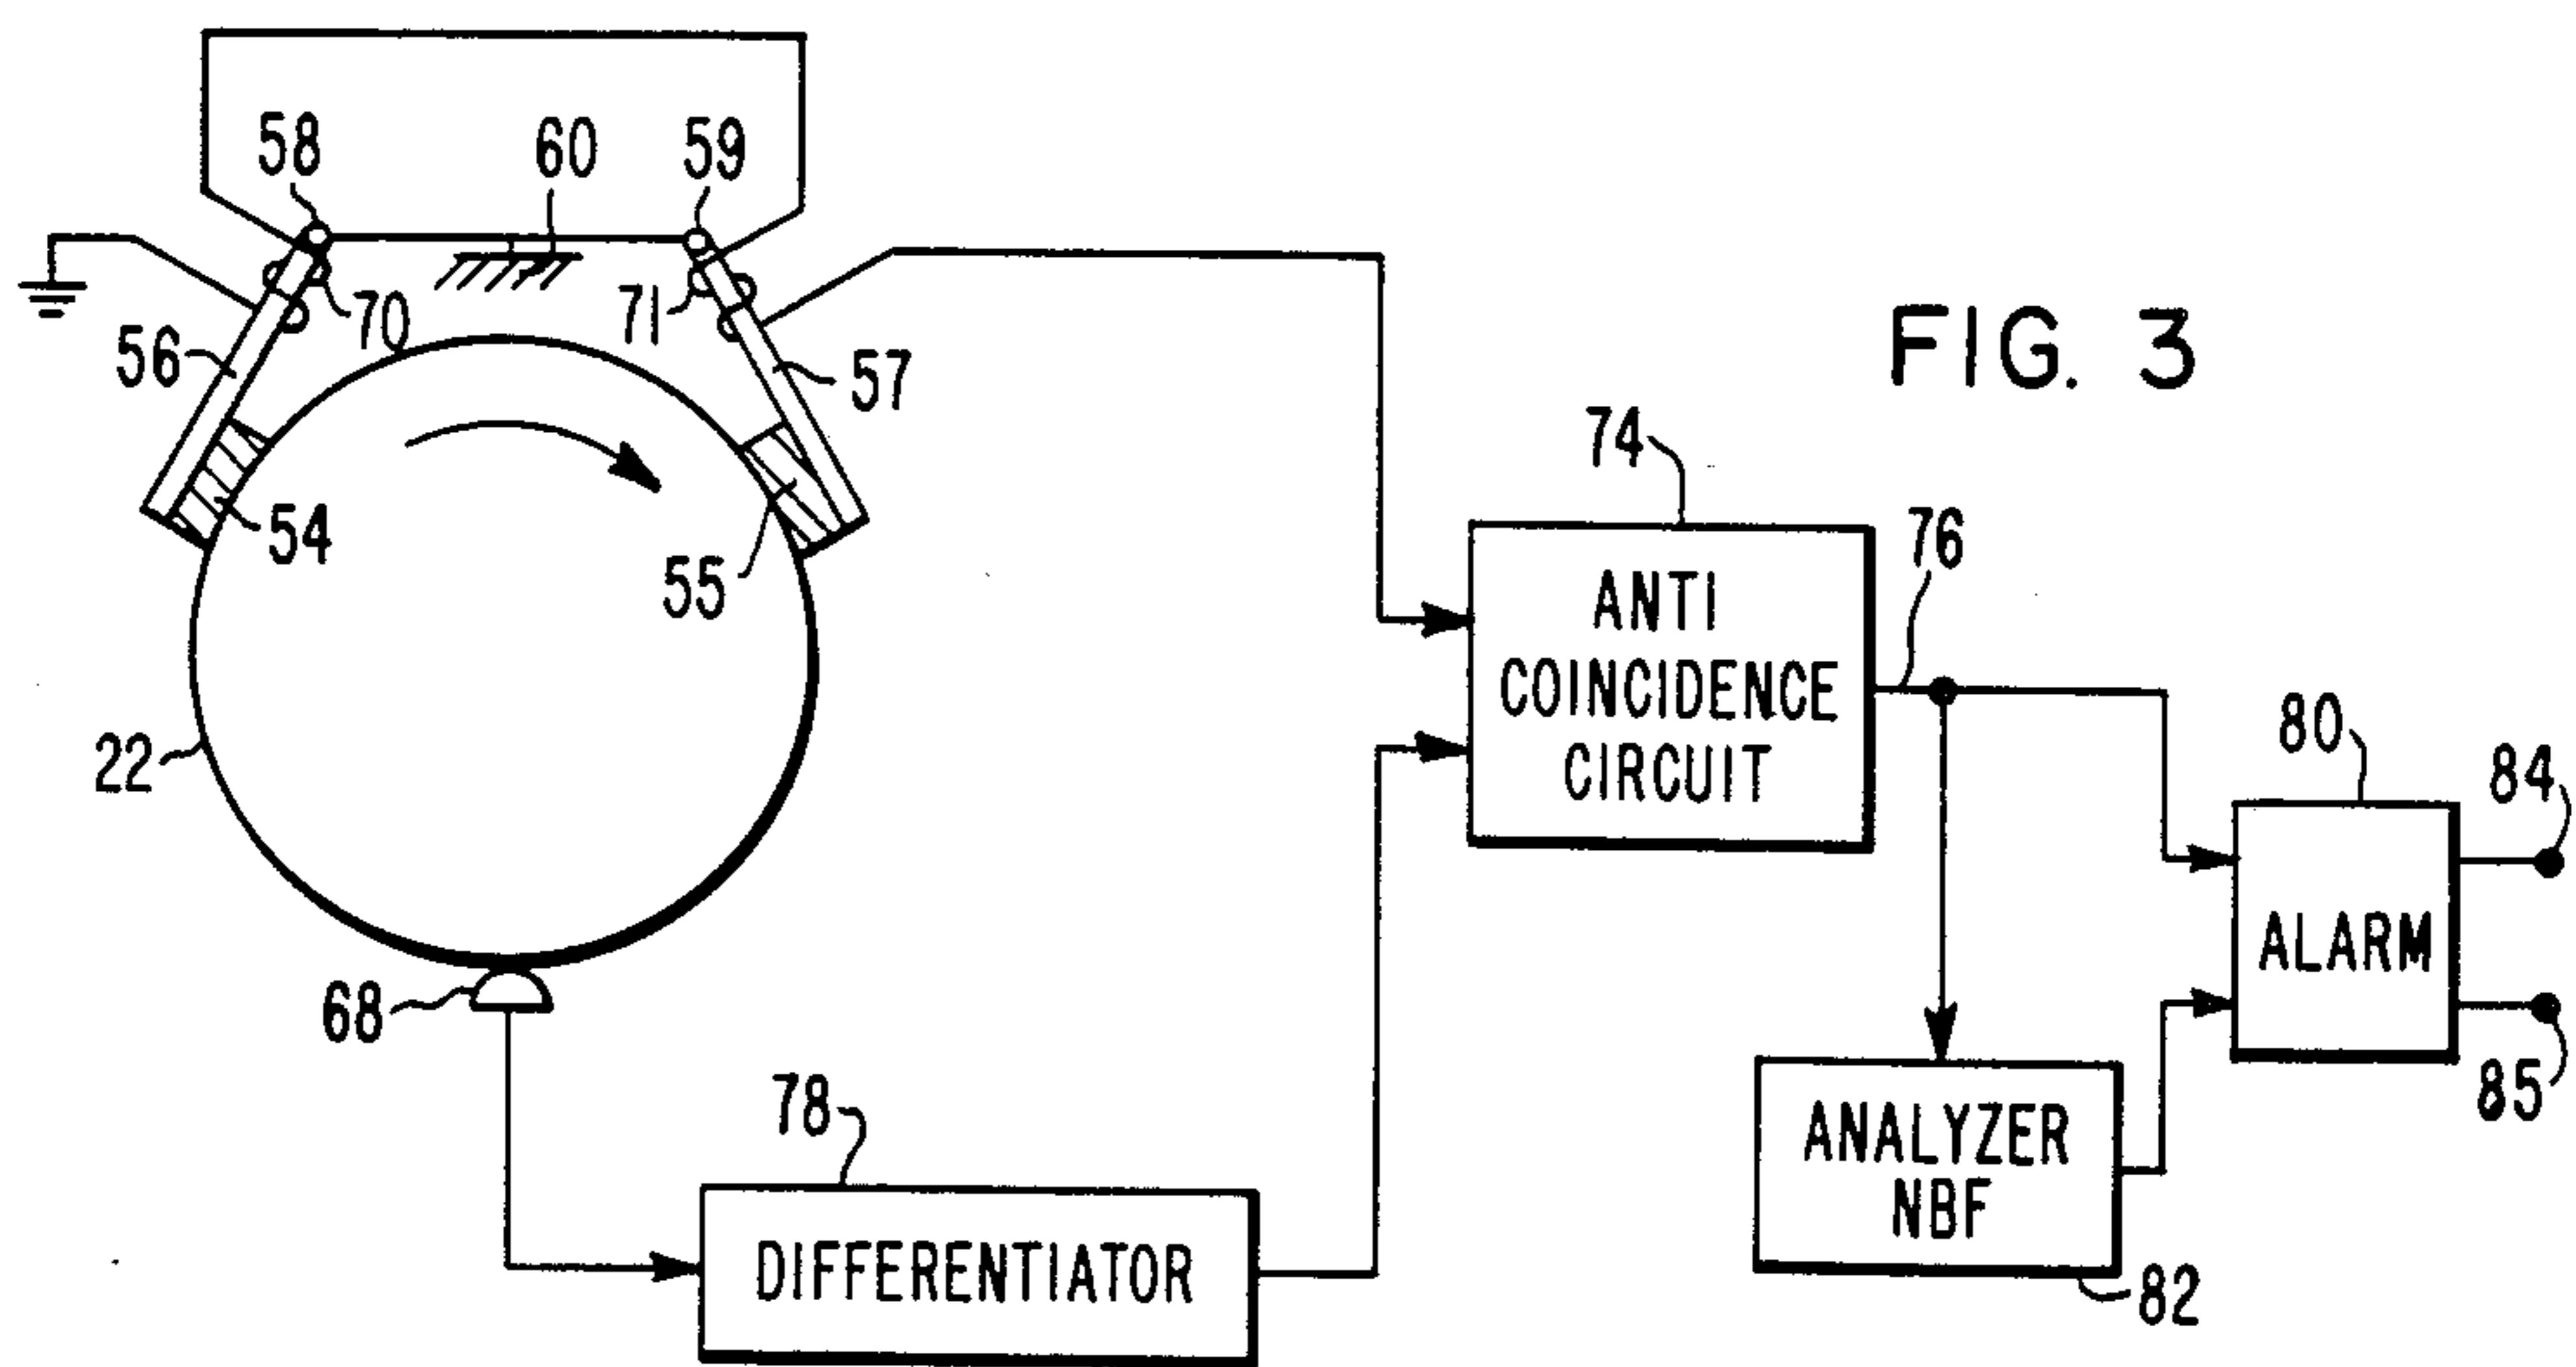 58
60
59
70
71
56
57
FIG. 3
54
55
74
76
ANTI
COINCIDENCE
CIRCUIT
22
80
84
68
ALARM
85
78
ANALYZER
NBF
DIFFERENTIATOR
82